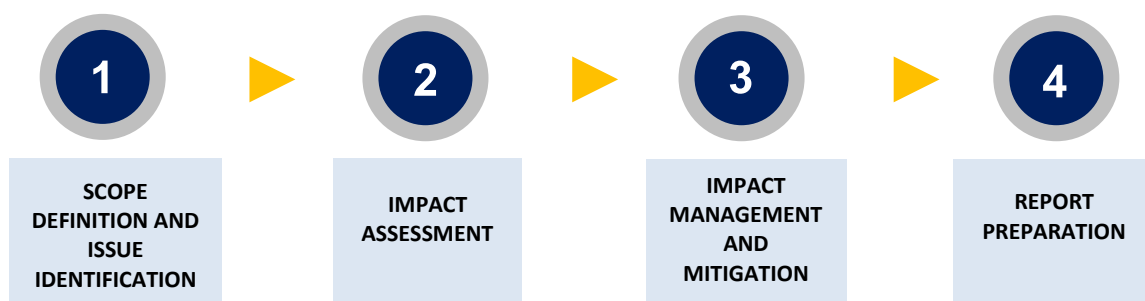 1
2
3
4
SCOPE
DEFINITION AND
ISSUE
IDENTIFICATION
IMPACT
ASSESSMENT
IMPACT
MANAGEMENT
AND
MITIGATION
REPORT
PREPARATION